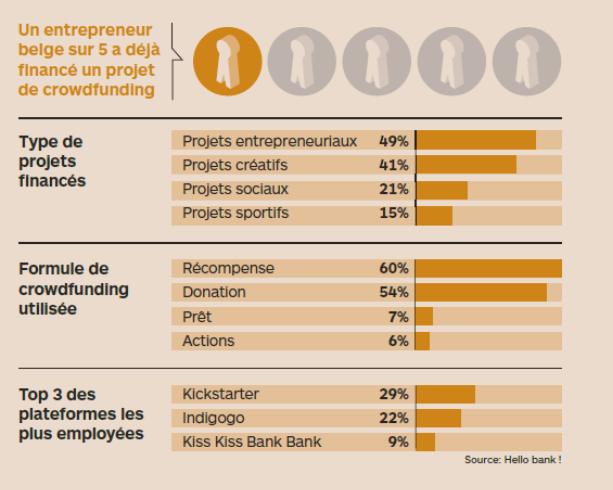 Un entrepreneur
belge sur 5 a déjà
financé un projet
de crowdfunding
Type de
projets
financés
Projets entrepreneuriaux 49%
Projets créatifs 41%
Projets sociaux 21%
Projets sportifs 15%
Formule de
crowdfunding
utilisée
Récompense 60%
Donation 54%
Prêt 7%
Actions 6%
Top 3 des
plateformes les
plus employées
Kickstarter 29%
Indigogo 22%
Kiss Kiss Bank Bank 9%
Source: Hello bank !